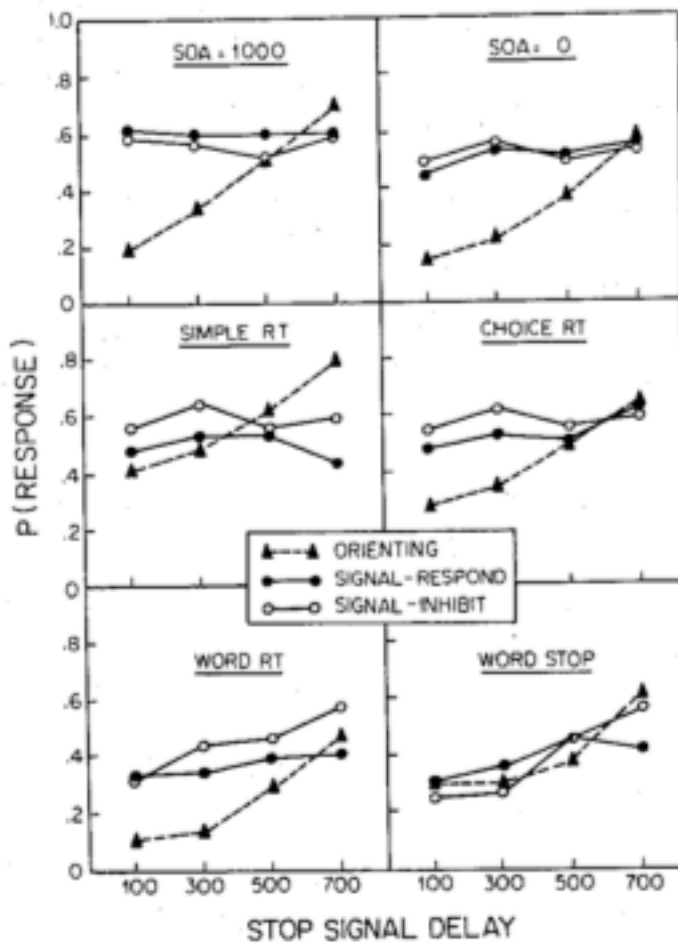 1.0
SOA = 1000
SOA = 0
.8
.6
.4
.2
0
SIMPLE RT
CHOICE RT
.8
.6
.4
.2
0
P(RESPONSE)
ORIENTING
SIGNAL-RESPOND
SIGNAL-INHIBIT
WORD RT
WORD STOP
.8
.6
.4
.2
0
100 300 500 700 100 300 500 700
STOP SIGNAL DELAY